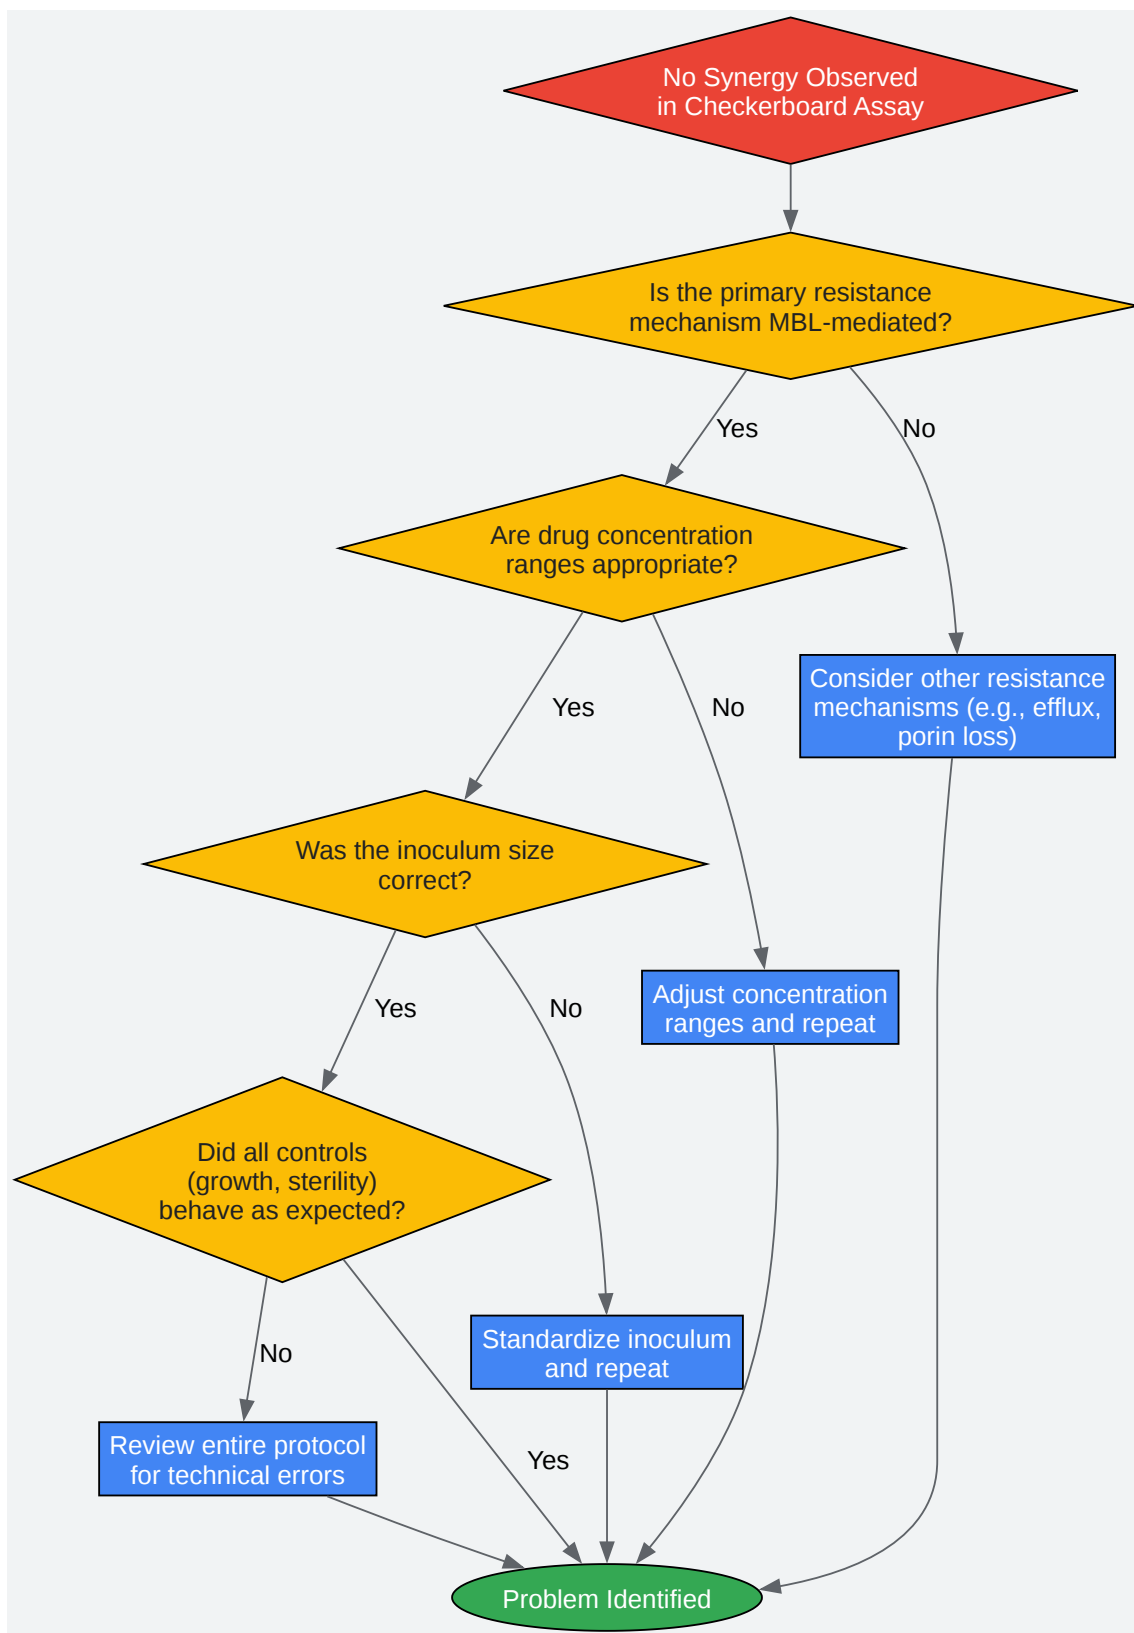 No Synergy Observed
in Checkerboard Assay
Is the primary resistance
mechanism MBL-mediated?
Yes
No
Are drug concentration
ranges appropriate?
Consider other resistance
mechanisms (e.g., efflux,
porin loss)
Yes
No
Was the inoculum size
correct?
Adjust concentration
ranges and repeat
Yes
No
Did all controls
(growth, sterility)
behave as expected?
Standardize inoculum
and repeat
No
Yes
Review entire protocol
for technical errors
Problem Identified